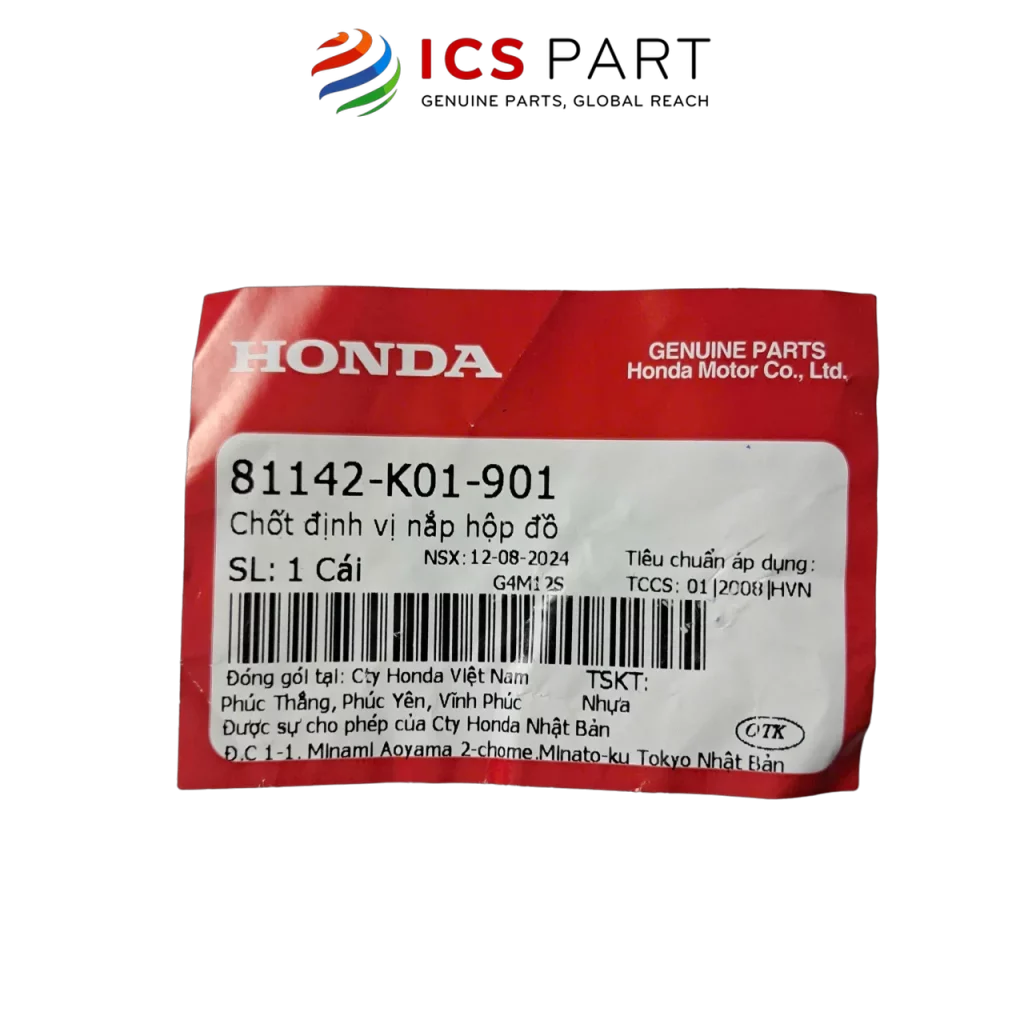 ICS PART
GENUINE PARTS, GLOBAL REACH
HONDA
GENUINE PARTS
Honda Motor Co., Ltd.
81142-K01-901
Chốt định vị nắp hộp đồ
SL: 1 Cái
NSX: 12-08-2024
G4M12S
Tiêu chuẩn áp dụng:
TCCS: 01|2008|HVN
Đóng gói tại: Cty Honda Việt Nam
Phúc Thắng, Phúc Yên, Vĩnh Phúc
TSKT:
Nhựa
Được sự cho phép của Cty Honda Nhật Bản
Đ.C 1-1. Minami Aoyama 2-chome.Minato-ku Tokyo Nhật Bản
OTK